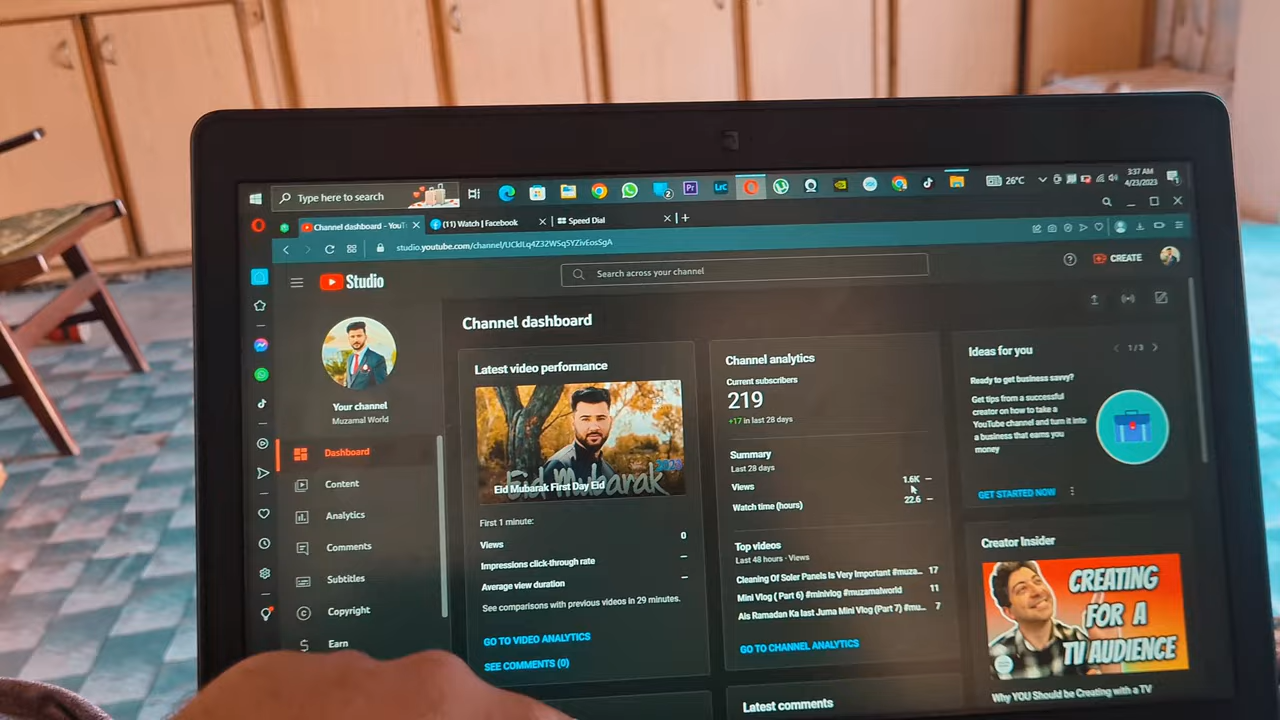 Type here to search
2
Pr
Lrc
26°C
3:37 AM
4/23/2023
Channel dashboard - YouT
(11) Watch | Facebook
Speed Dial
studio.youtube.com/channel/UCklLq4Z32WSq5YZivEosSgA
Studio
Search across your channel
CREATE
Your channel
Muzamal World
Dashboard
Content
Analytics
Comments
Subtitles
Copyright
Earn
Channel dashboard
Latest video performance
Eid Mubarak
Eid Mubarak First Day Eid
First 1 minute:
Views 0
Impressions click-through rate –
Average view duration –
See comparisons with previous videos in 29 minutes.
GO TO VIDEO ANALYTICS
SEE COMMENTS (0)
Channel analytics
Current subscribers
219
+17 in last 28 days
Summary
Last 28 days
Views 1.6K –
Watch time (hours) 22.6 –
Top videos
Last 48 hours · Views
Cleaning Of Soler Panels Is Very Important #muza... 17
Mini Vlog ( Part 6) #minivlog #muzamalworld 11
Als Ramadan Ka last Juma Mini Vlog (Part 7) #mu... 7
GO TO CHANNEL ANALYTICS
Latest comments
Ideas for you
1/3
Ready to get business savvy?
Get tips from a successful
creator on how to take a
YouTube channel and turn it into
a business that earns you
money
GET STARTED NOW
Creator Insider
CREATING
FOR A
TV AUDIENCE
Why YOU Should be Creating with a TV